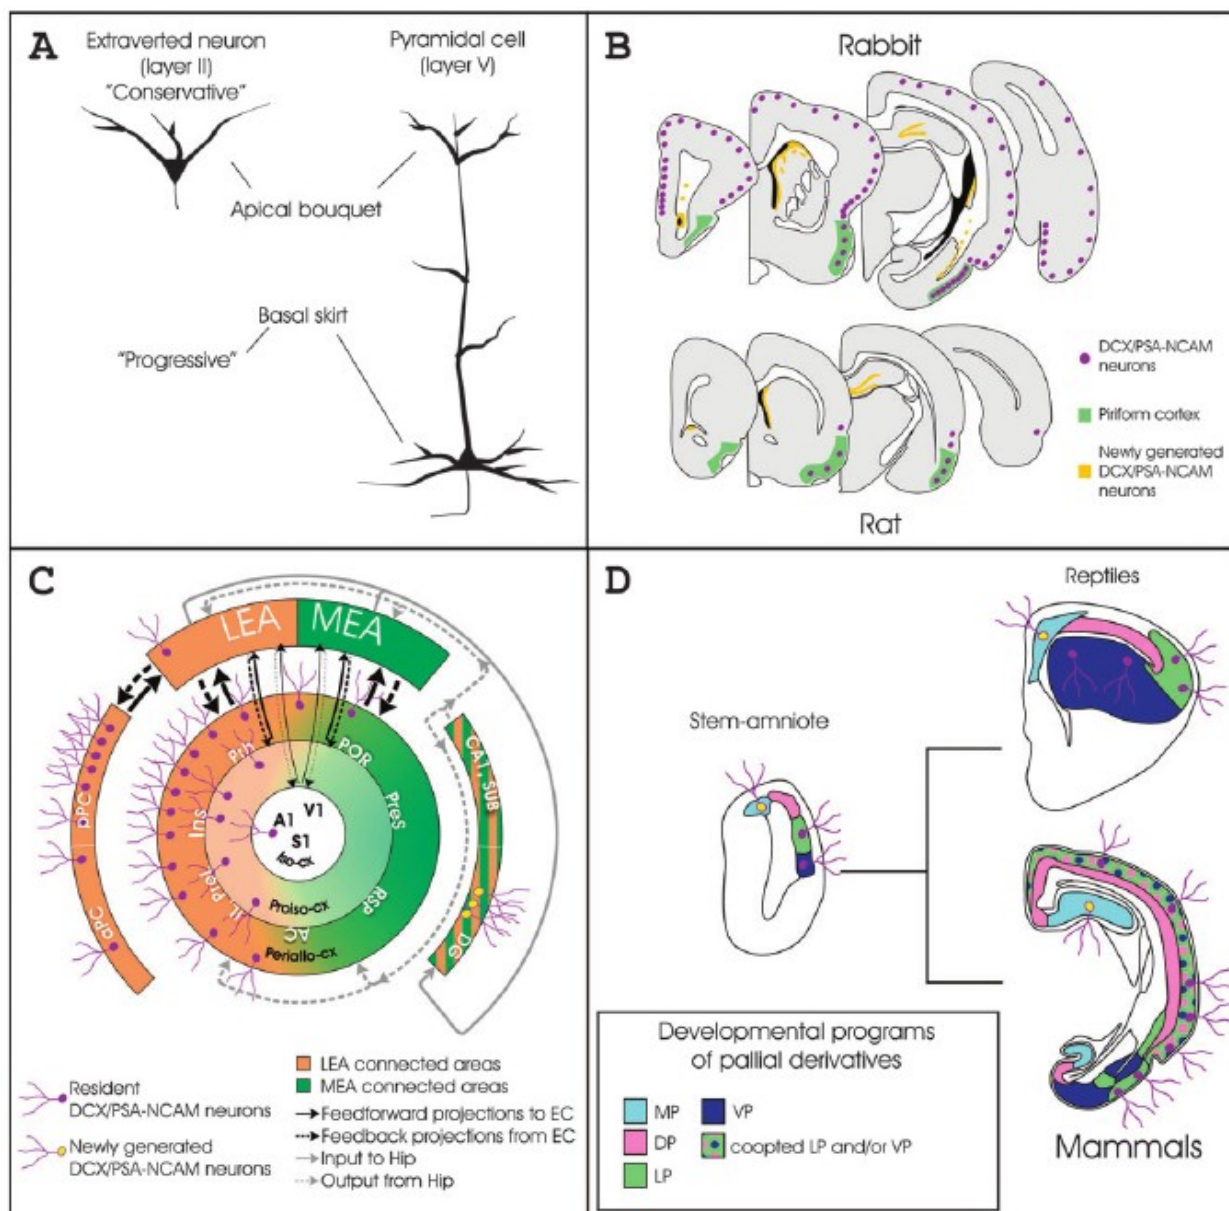 A
Extraverted neuron
(layer II)
"Conservative"
Pyramidal cell
(layer V)
Apical bouquet
Basal skirt
"Progressive"
B
Rabbit
DCX/PSA-NCAM
neurons
Piriform cortex
Newly generated
DCX/PSA-NCAM
neurons
Rat
C
LEA
MEA
pPC
aPC
Prh
POR
Ins
PreS
A1
V1
S1
Iso-cx
IL, PreL
RSP
Proiso-cx
AC
Periallo-cx
CA1, SUB
DG
Resident
DCX/PSA-NCAM neurons
Newly generated
DCX/PSA-NCAM neurons
LEA connected areas
MEA connected areas
Feedforward projections to EC
Feedback projections from EC
Input to Hip
Output from Hip
D
Reptiles
Stem-amniote
Mammals
Developmental programs
of pallial derivatives
MP
VP
DP
coopted LP and/or VP
LP